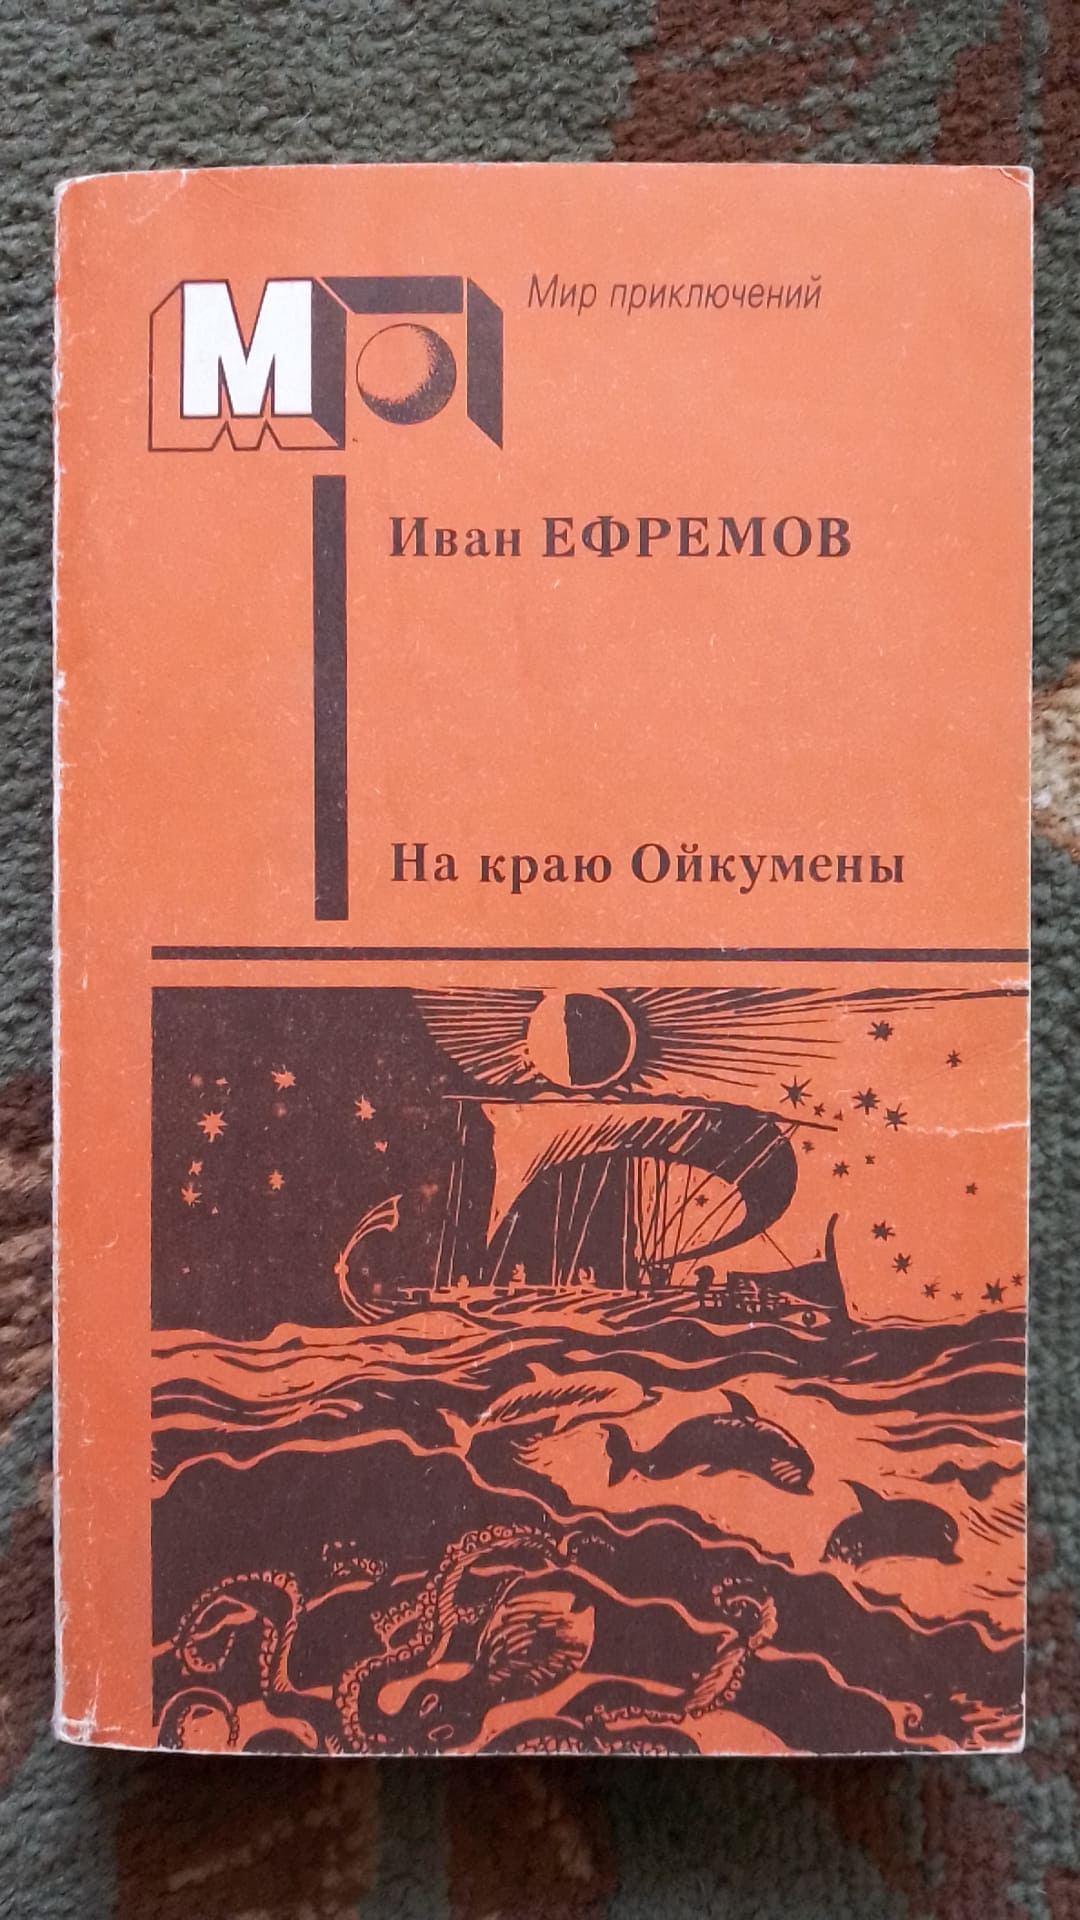 М
Мир приключений
Иван ЕФРЕМОВ
На краю Ойкумены